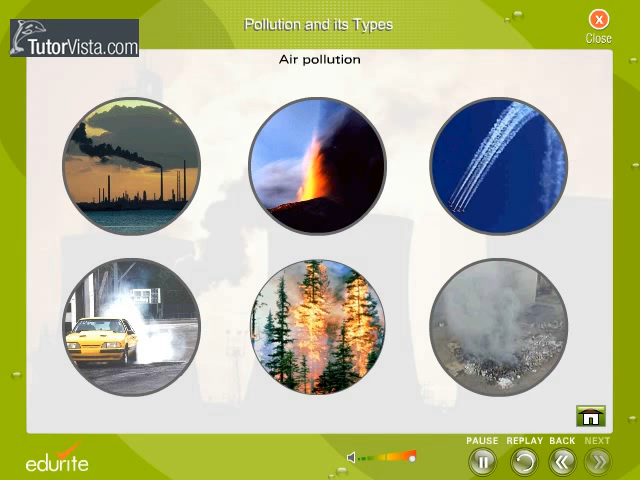 Pollution and its Types
X
Close
TutorVista.com
Air pollution
PAUSE REPLAY BACK NEXT
edurite